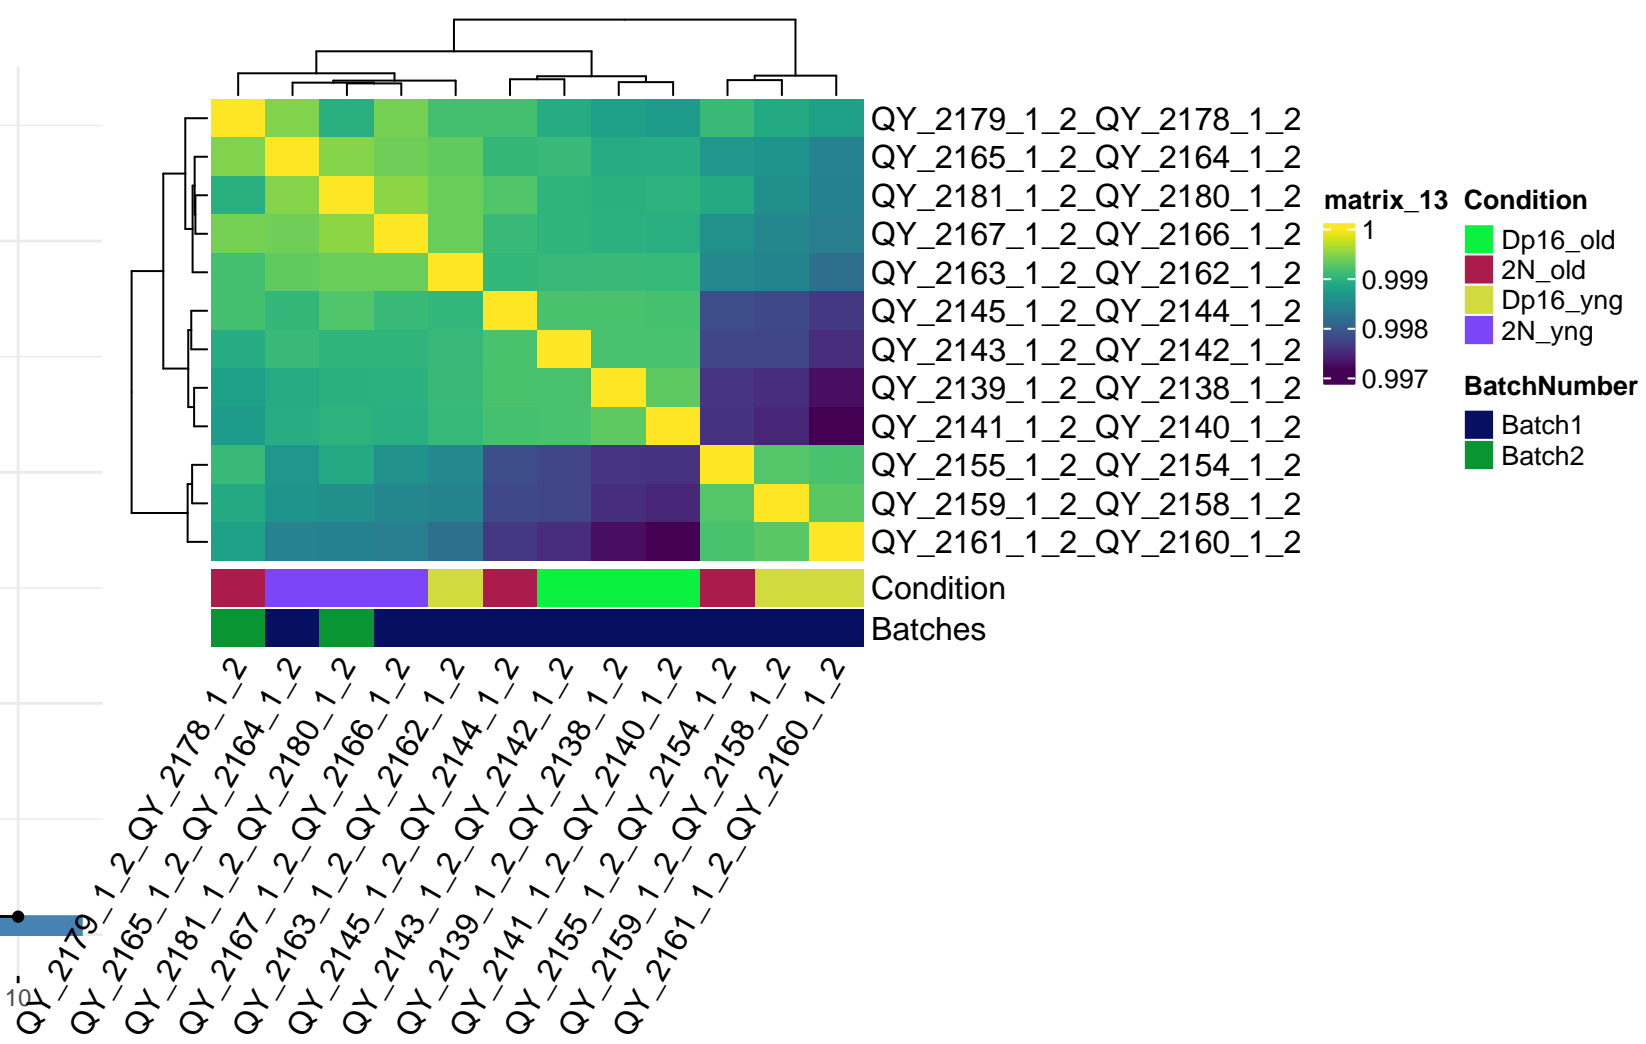 QY_2179_1_2_QY_2178_1_2
QY_2165_1_2_QY_2164_1_2
QY_2181_1_2_QY_2180_1_2
QY_2167_1_2_QY_2166_1_2
QY_2163_1_2_QY_2162_1_2
QY_2145_1_2_QY_2144_1_2
QY_2143_1_2_QY_2142_1_2
QY_2139_1_2_QY_2138_1_2
QY_2141_1_2_QY_2140_1_2
QY_2155_1_2_QY_2154_1_2
QY_2159_1_2_QY_2158_1_2
QY_2161_1_2_QY_2160_1_2
Condition
Batches
matrix_13
1
0.999
0.998
0.997
Condition
Dp16_old
2N_old
Dp16_yng
2N_yng
BatchNumber
Batch1
Batch2
QY_2179_1_2_QY_2178_1_2
QY_2165_1_2_QY_2164_1_2
QY_2181_1_2_QY_2180_1_2
QY_2167_1_2_QY_2166_1_2
QY_2163_1_2_QY_2162_1_2
QY_2145_1_2_QY_2144_1_2
QY_2143_1_2_QY_2142_1_2
QY_2139_1_2_QY_2138_1_2
QY_2141_1_2_QY_2140_1_2
QY_2155_1_2_QY_2154_1_2
QY_2159_1_2_QY_2158_1_2
QY_2161_1_2_QY_2160_1_2
10